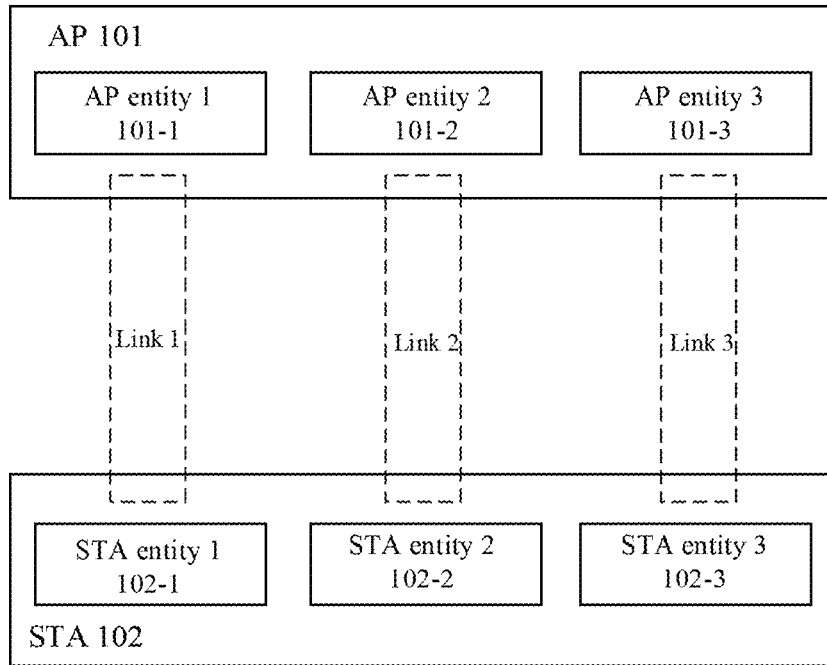 AP 101
AP entity 1
101-1
AP entity 2
101-2
AP entity 3
101-3
Link 1
Link 2
Link 3
STA entity 1
102-1
STA entity 2
102-2
STA entity 3
102-3
STA 102